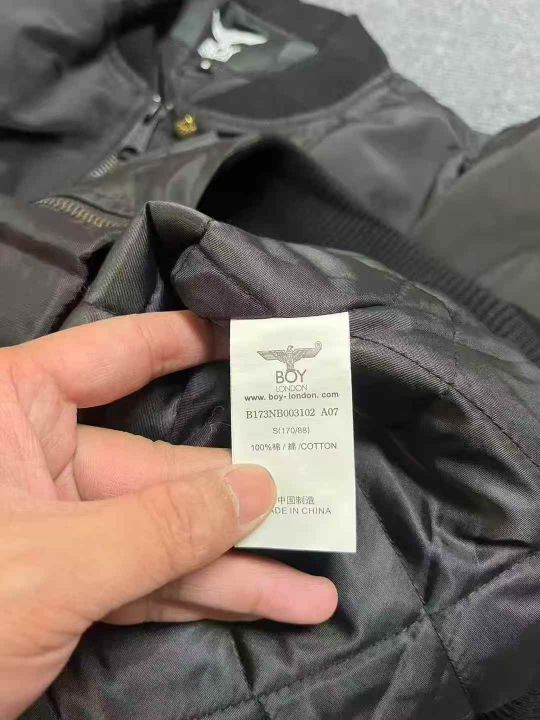 BOY
LONDON
www.boy-london.com
B173NB003102 A07
S(170/88)
100%棉/綿/COTTON
中国制造
IN CHINA